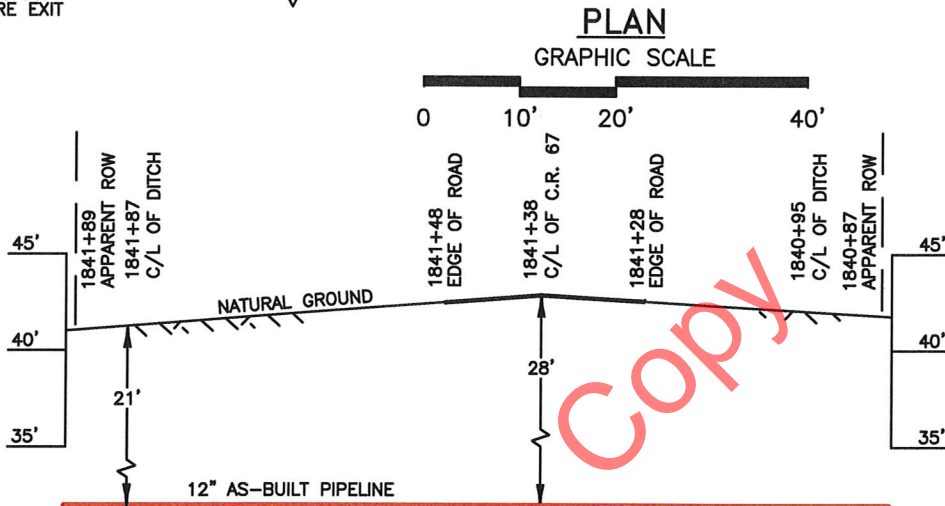 RE EXIT
PLAN
GRAPHIC SCALE
0 10' 20' 40'
1841+89
APPARENT ROW
1841+87
C/L OF DITCH
1841+48
EDGE OF ROAD
1841+38
C/L OF C.R. 67
1841+28
EDGE OF ROAD
1840+95
C/L OF DITCH
1840+87
APPARENT ROW
45' 45'
NATURAL GROUND
40' 40'
28'
21'
35' 35'
12" AS-BUILT PIPELINE
Copy